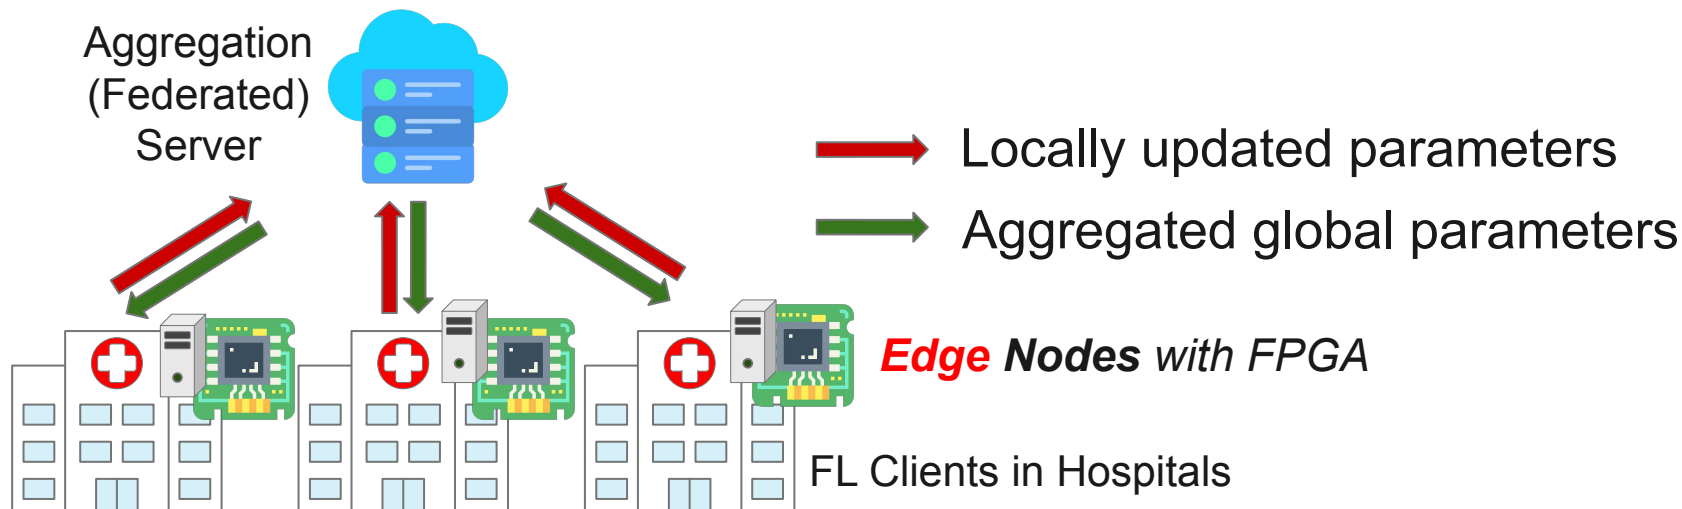 Aggregation
(Federated)
Server
Locally updated parameters
Aggregated global parameters
Edge Nodes with FPGA
FL Clients in Hospitals